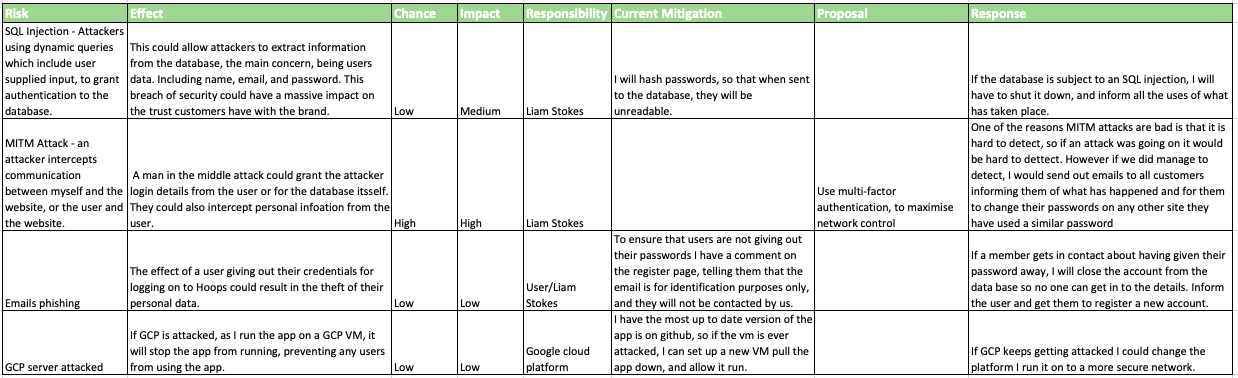 Risk Effect Chance Impact Responsibility Current Mitigation Proposal Response
SQL Injection - Attackers
using dynamic queries
which include user
supplied input, to grant
authentication to the
database.
This could allow attackers to extract information
from the database, the main concern, being users
data. Including name, email, and password. This
breach of security could have a massive impact on
the trust customers have with the brand.
Low
Medium
Liam Stokes
I will hash passwords, so that when sent
to the database, they will be
unreadable.
If the database is subject to an SQL injection, I will
have to shut it down, and inform all the uses of what
has taken place.
MITM Attack - an
attacker intercepts
communication
between myself and the
website, or the user and
the website.
A man in the middle attack could grant the attacker
login details from the user or for the database itsself.
They could also intercept personal infoation from the
user.
High
High
Liam Stokes
Use multi-factor
authentication, to maximise
network control
One of the reasons MITM attacks are bad is that it is
hard to detect, so if an attack was going on it would
be hard to dettect. However if we did manage to
detect, I would send out emails to all customers
informing them of what has happened and for them
to change their passwords on any other site they
have used a similar password
Emails phishing
The effect of a user giving out their credentials for
logging on to Hoops could result in the theft of their
personal data.
Low
Low
User/Liam
Stokes
To ensure that users are not giving out
their passwords I have a comment on
the register page, telling them that the
email is for identification purposes only,
and they will not be contacted by us.
If a member gets in contact about having given their
password away, I will close the account from the
data base so no one can get in to the details. Inform
the user and get them to register a new account.
GCP server attacked
If GCP is attacked, as I run the app on a GCP VM, it
will stop the app from running, preventing any users
from using the app.
Low
Low
Google cloud
platform
I have the most up to date version of the
app is on github, so if the vm is ever
attacked, I can set up a new VM pull the
app down, and allow it run.
If GCP keeps getting attacked I could change the
platform I run it on to a more secure network.